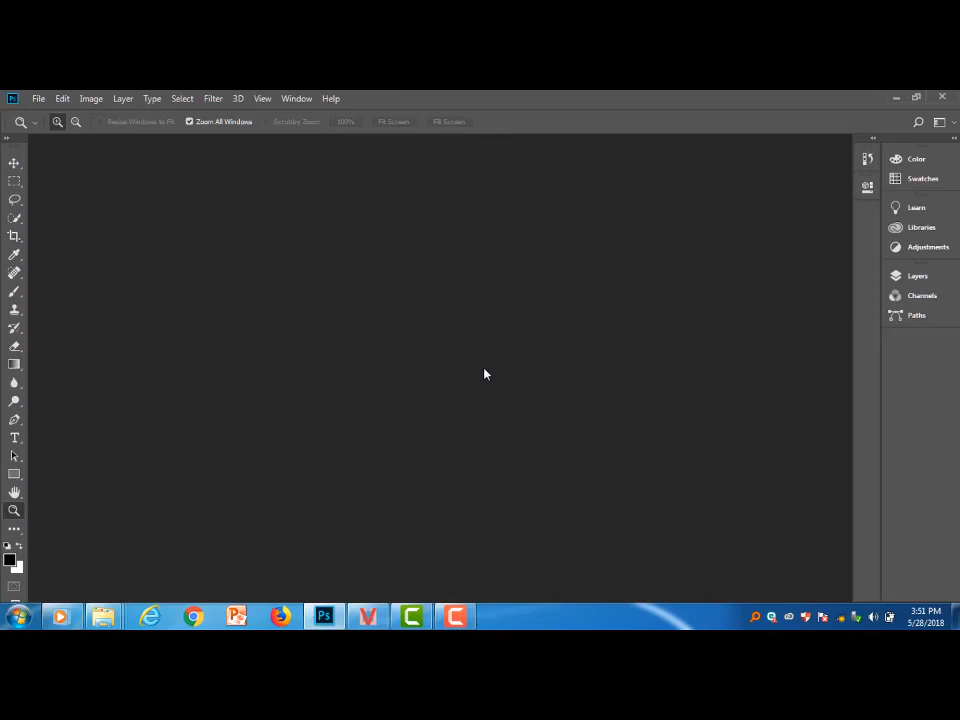 Ps File Edit Image Layer Type Select Filter 3D View Window Help
Resize Windows to Fit Zoom All Windows Scrubby Zoom 100% Fit Screen Fill Screen
Color
Swatches
Learn
Libraries
Adjustments
Layers
Channels
Paths
T
Ps
3:51 PM
5/28/2018